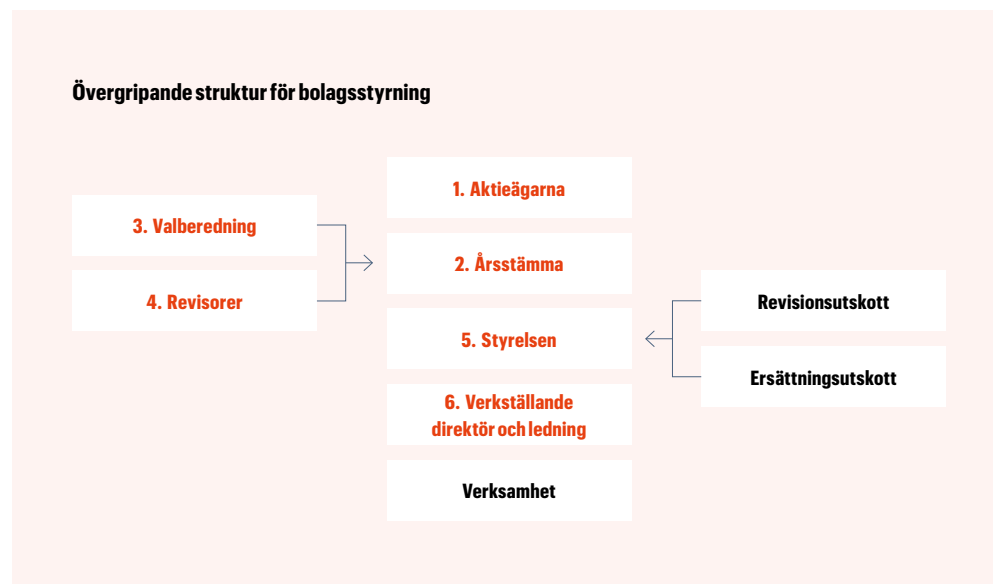 Övergripande struktur för bolagsstyrning
1. Aktieägarna
3. Valberedning
2. Årsstämma
4. Revisorer
Revisionsutskott
5. Styrelsen
Ersättningsutskott
6. Verkställande
direktör och ledning
Verksamhet